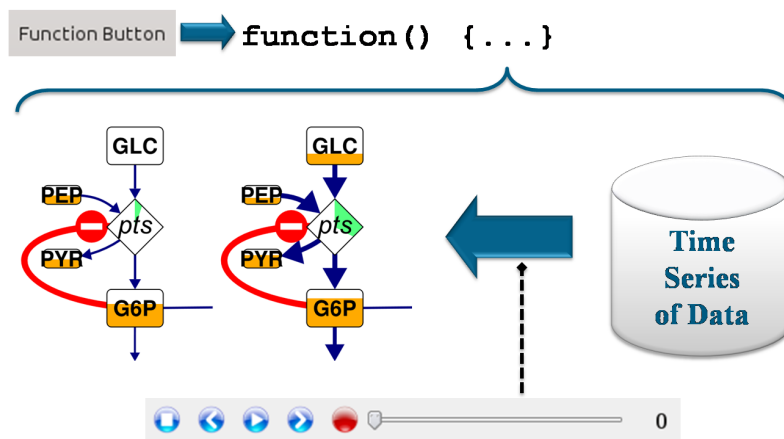 Function Button
function() {...}
GLC
PEP
pts
PYR
G6P
GLC
PEP
pts
PYR
G6P
Time
Series
of Data
0